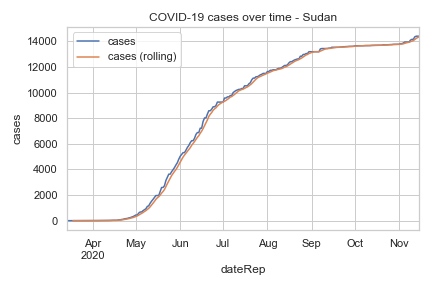 COVID-19 cases over time - Sudan
cases
cases (rolling)
14000
12000
10000
8000
6000
4000
2000
0
cases
Apr May Jun Jul Aug Sep Oct Nov
2020
dateRep